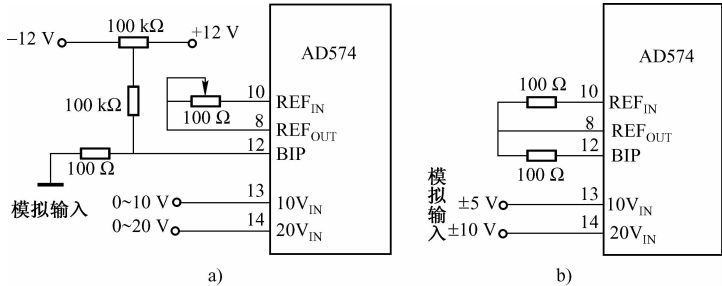 100 kΩ
−12 V
+12 V
AD574
100 kΩ
10
REF_IN
100 Ω
8
REF_OUT
12
BIP
100 Ω
模拟输入
0~10 V
13
10V_IN
0~20 V
14
20V_IN
a)
AD574
100 Ω
10
REF_IN
8
REF_OUT
12
BIP
100 Ω
模拟输入
±5 V
13
10V_IN
±10 V
14
20V_IN
b)